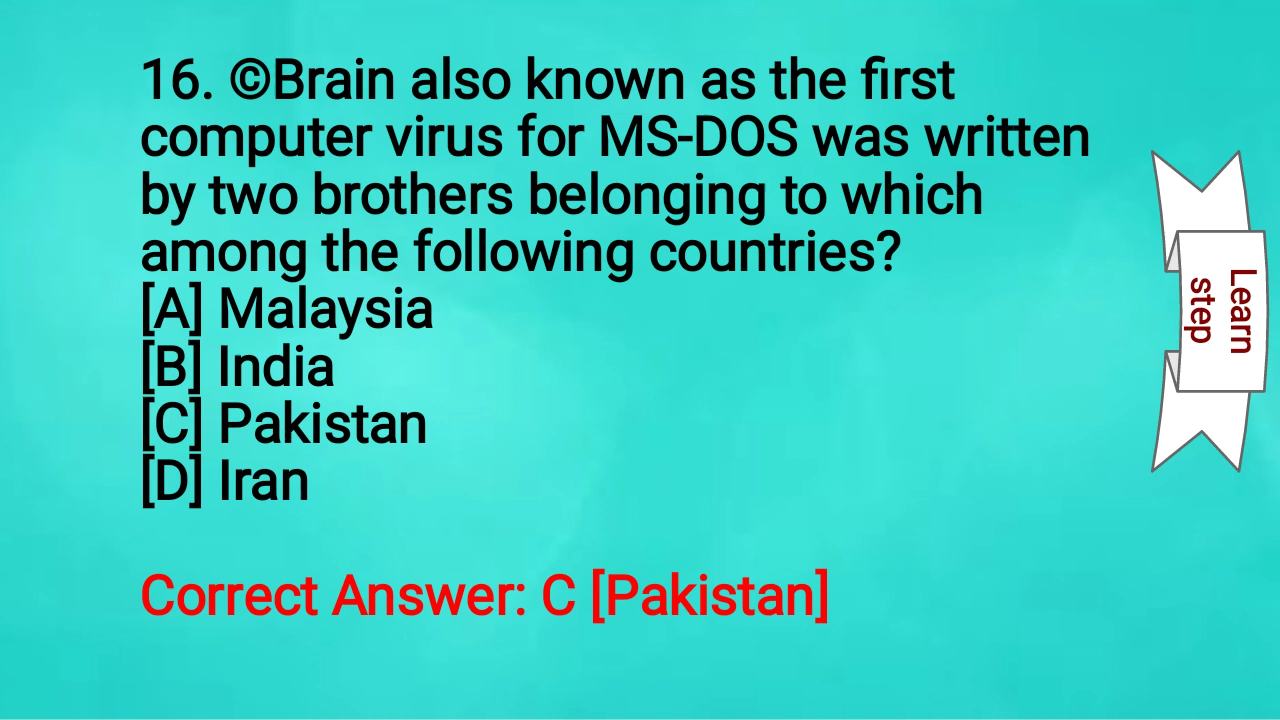 16. ©Brain also known as the first
computer virus for MS-DOS was written
by two brothers belonging to which
among the following countries?
[A] Malaysia
[B] India
[C] Pakistan
[D] Iran
Correct Answer: C [Pakistan]
Learn
step